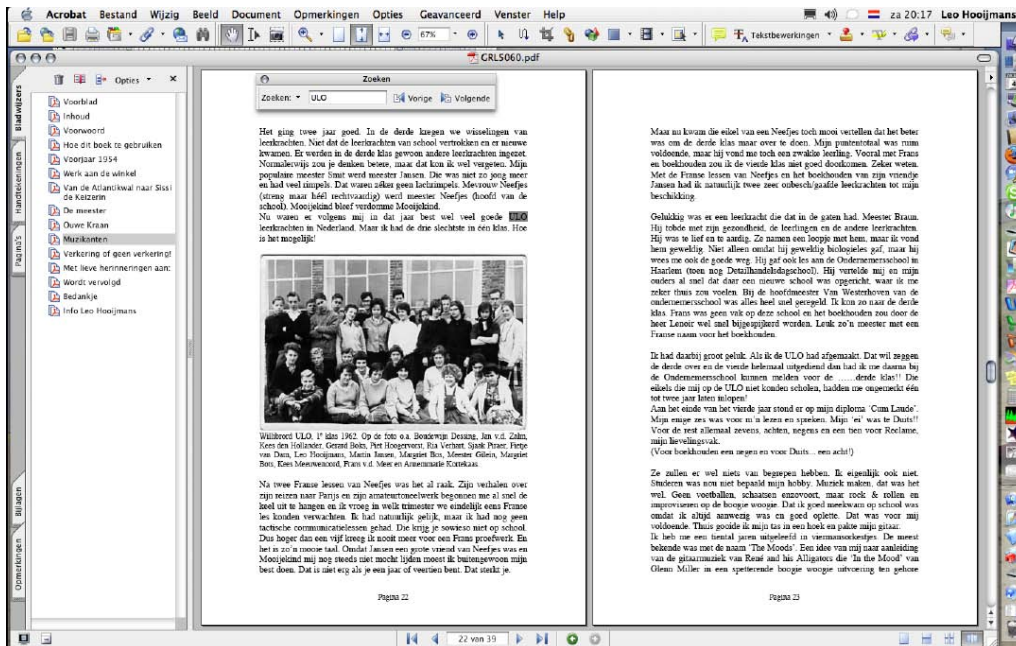 Acrobat Bestand Wijzig Beeld Document Opmerkingen Opties Geavanceerd Venster Help
za 20:17 Leo Hooijmans
67%
Tekstbewerkingen
GRL5060.pdf
Opties
Bladwijzers
Handtekeningen
Pagina's
Bijlagen
Opmerkingen
Voorblad
Inhoud
Voorwoord
Hoe dit boek te gebruiken
Voorjaar 1954
Werk aan de winkel
Van de Atlantikwal naar Sissi
de Keizerin
De meester
Ouwe Kraan
Muzikanten
Verkering of geen verkering!
Met lieve herinneringen aan:
Wordt vervolgd
Bedankje
Info Leo Hooijmans
Zoeken
Zoeken: ULO Vorige Volgende
Het ging twee jaar goed. In de derde kregen we wisselingen van
leerkrachten. Niet dat de leerkrachten van school vertrokken en er nieuwe
kwamen. Er werden in de derde klas gewoon andere leerkrachten ingezet.
Normalerwijs zou je denken betere, maar dat kon ik wel vergeten. Mijn
populaire meester Smit werd meester Jansen. Die was niet zo jong meer
en had veel rimpels. Dat waren zéker geen lachrimpels. Mevrouw Neefjes
(streng maar héél rechtvaardig) werd meester Neefjes (hoofd van de
school). Mooijekind bleef verdomme Mooijekind.
Nu waren er volgens mij in dat jaar best wel veel goede ULO
leerkrachten in Nederland. Maar ik had de drie slechtste in één klas. Hoe
is het mogelijk!
Willibrord ULO, 1e klas 1962. Op de foto o.a. Boudewijn Dessing, Jan v.d. Zalm,
Kees den Hollander, Gerard Bolx, Piet Hoogervorst, Ria Verhart, Sjaak Ptraer, Fietje
van Dam, Leo Hooijmans, Martin Jansen, Margriet Bos, Meester Gilein, Margriet
Bors, Kees Meeuwenoord, Frans v.d. Meer en Annemmarie Kortekaas.
Na twee Franse lessen van Neefjes was het al raak. Zijn verhalen over
zijn reizen naar Parijs en zijn amateurtoneelwerk begonnen me al snel de
keel uit te hangen en ik vroeg in welk trimester we eindelijk eens Franse
les konden verwachten. Ik had natuurlijk gelijk, maar ik had nog geen
tactische communicatielessen gehad. Die krijg je sowieso niet op school.
Dus hoger dan een vijf kreeg ik nooit meer voor een Frans proefwerk. En
het is zo'n mooie taal. Omdat Jansen een grote vriend van Neefjes was en
Mooijekind mij nog steeds niet mocht lijden moest ik buitengewoon mijn
best doen. Dat is niet erg als je een jaar of veertien bent. Dat sterkt je.
Pagina 22
Maar nu kwam die eikel van een Neefjes toch mooi vertellen dat het beter
was om de derde klas maar over te doen. Mijn puntentotaal was ruim
voldoende, maar hij vond me toch een zwakke leerling. Vooral met Frans
en boekhouden zou ik de vierde klas niet goed doorkomen. Zeker weten.
Met de Franse lessen van Neefjes en het boekhouden van zijn vriendje
Jansen had ik natuurlijk twee zeer onbesch/gaafde leerkrachten tot mijn
beschikking.
Gelukkig was er een leerkracht die dat in de gaten had. Meester Braun.
Hij tobde met zijn gezondheid, de leerlingen en de andere leerkrachten.
Hij was te lief en te aardig. Ze namen een loopje met hem, maar ik vond
hem geweldig. Niet alleen omdat hij geweldig biologieles gaf, maar hij
wees me ook de goede weg. Hij gaf ook les aan de Ondernemersschool in
Haarlem (toen nog Detailhandelsdagschool). Hij vertelde mij en mijn
ouders al snel dat daar een nieuwe school was opgericht, waar ik me
zeker thuis zou voelen. Bij de hoofdmeester Van Westerhoven van de
ondernemersschool was alles heel snel geregeld. Ik kon zo naar de derde
klas. Frans was geen vak op deze school en het boekhouden zou door de
heer Lenoir wel snel bijgespijkerd worden. Leuk zo'n meester met een
Franse naam voor het boekhouden.
Ik had daarbij groot geluk. Als ik de ULO had afgemaakt. Dat wil zeggen
de derde over en de vierde helemaal uitgediend dan had ik me daarna bij
de Ondernemersschool kunnen melden voor de ......derde klas!! Die
eikels die mij op de ULO niet konden scholen, hadden me ongemerkt één
tot twee jaar laten inlopen!
Aan het einde van het vierde jaar stond er op mijn diploma 'Cum Laude'.
Mijn enige zes was voor m'n lezen en spreken. Mijn 'ei' was te Duits!!
Voor de rest allemaal zevens, achten, negens en een tien voor Reclame,
mijn lievelingsvak.
(Voor boekhouden een negen en voor Duits... een acht!)
Ze zullen er wel niets van begrepen hebben. Ik eigenlijk ook niet.
Studeren was nou niet bepaald mijn hobby. Muziek maken, dat was het
wel. Geen voetballen, schaatsen enzovoort, maar rock & rollen en
improviseren op de boogie woogie. Dat ik goed meekwam op school was
omdat ik altijd aanwezig was en goed oplette. Dat was voor mij
voldoende. Thuis gooide ik mijn tas in een hoek en pakte mijn gitaar.
Ik heb me een tiental jaren uitgeleefd in viermansorkestjes. De meest
bekende was met de naam 'The Moods'. Een idee van mij naar aanleiding
van de gitaarmuziek van René and his Alligators die 'In the Mood' van
Glenn Miller in een spetterende boogie woogie uitvoering ten gehore
Pagina 23
22 van 39